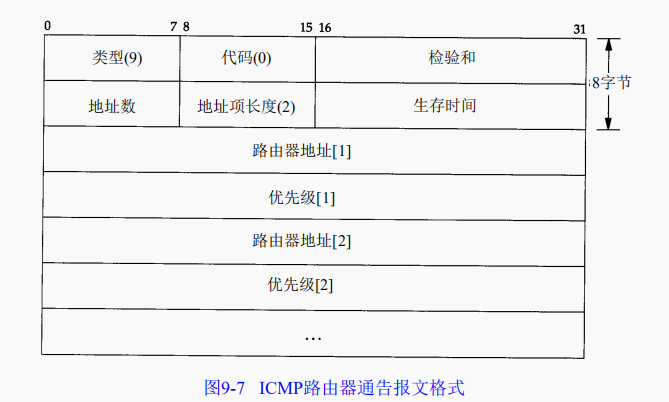 0 7 8 15 16 31
类型(9) 代码(0) 检验和
8字节
地址数 地址项长度(2) 生存时间
路由器地址[1]
优先级[1]
路由器地址[2]
优先级[2]
…
图9-7 ICMP路由器通告报文格式